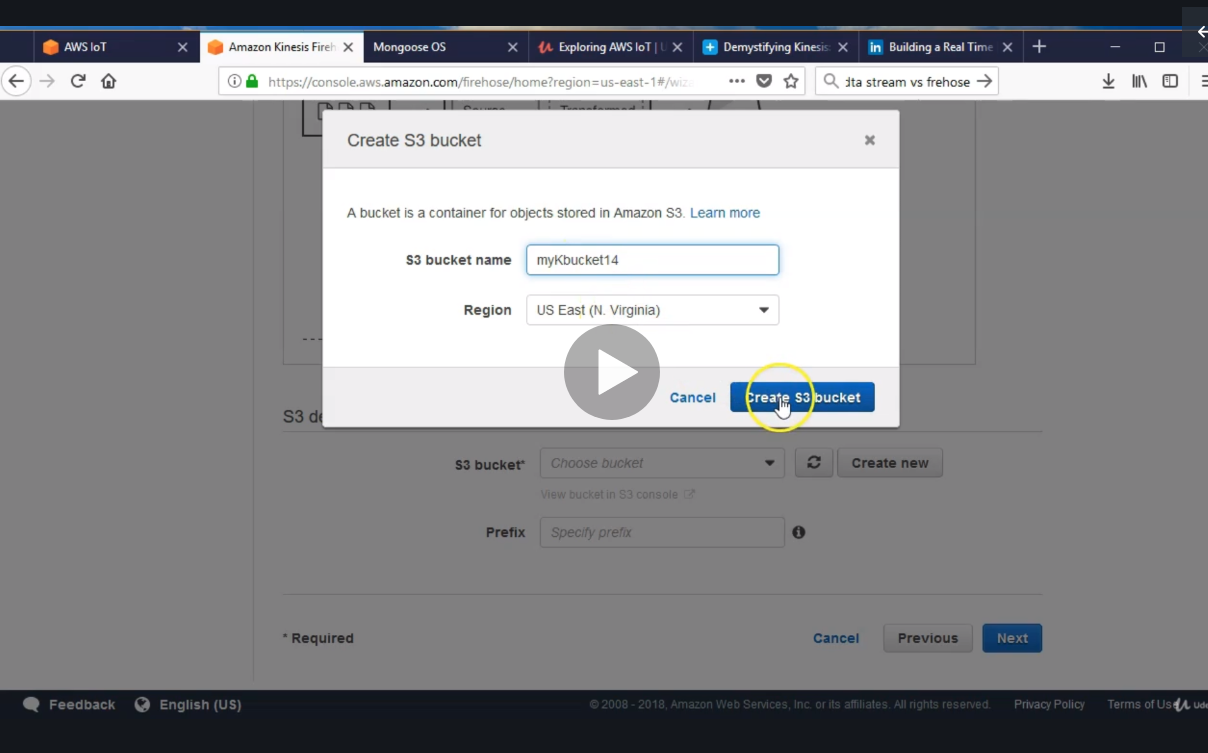 AWS IoT
Amazon Kinesis Fireh
Mongoose OS
Exploring AWS IoT | U
Demystifying Kinesis:
in Building a Real Time
https://console.aws.amazon.com/firehose/home?region=us-east-1#/wiza
dta stream vs frehose
Source
Transformed
Create S3 bucket
A bucket is a container for objects stored in Amazon S3. Learn more
S3 bucket name
myKbucket14
Region
US East (N. Virginia)
Cancel
Create S3 bucket
S3 de
S3 bucket*
Choose bucket
Create new
View bucket in S3 console
Prefix
Specify prefix
* Required
Cancel
Previous
Next
Feedback
English (US)
© 2008 - 2018, Amazon Web Services, Inc. or its affiliates. All rights reserved.
Privacy Policy
Terms of Us